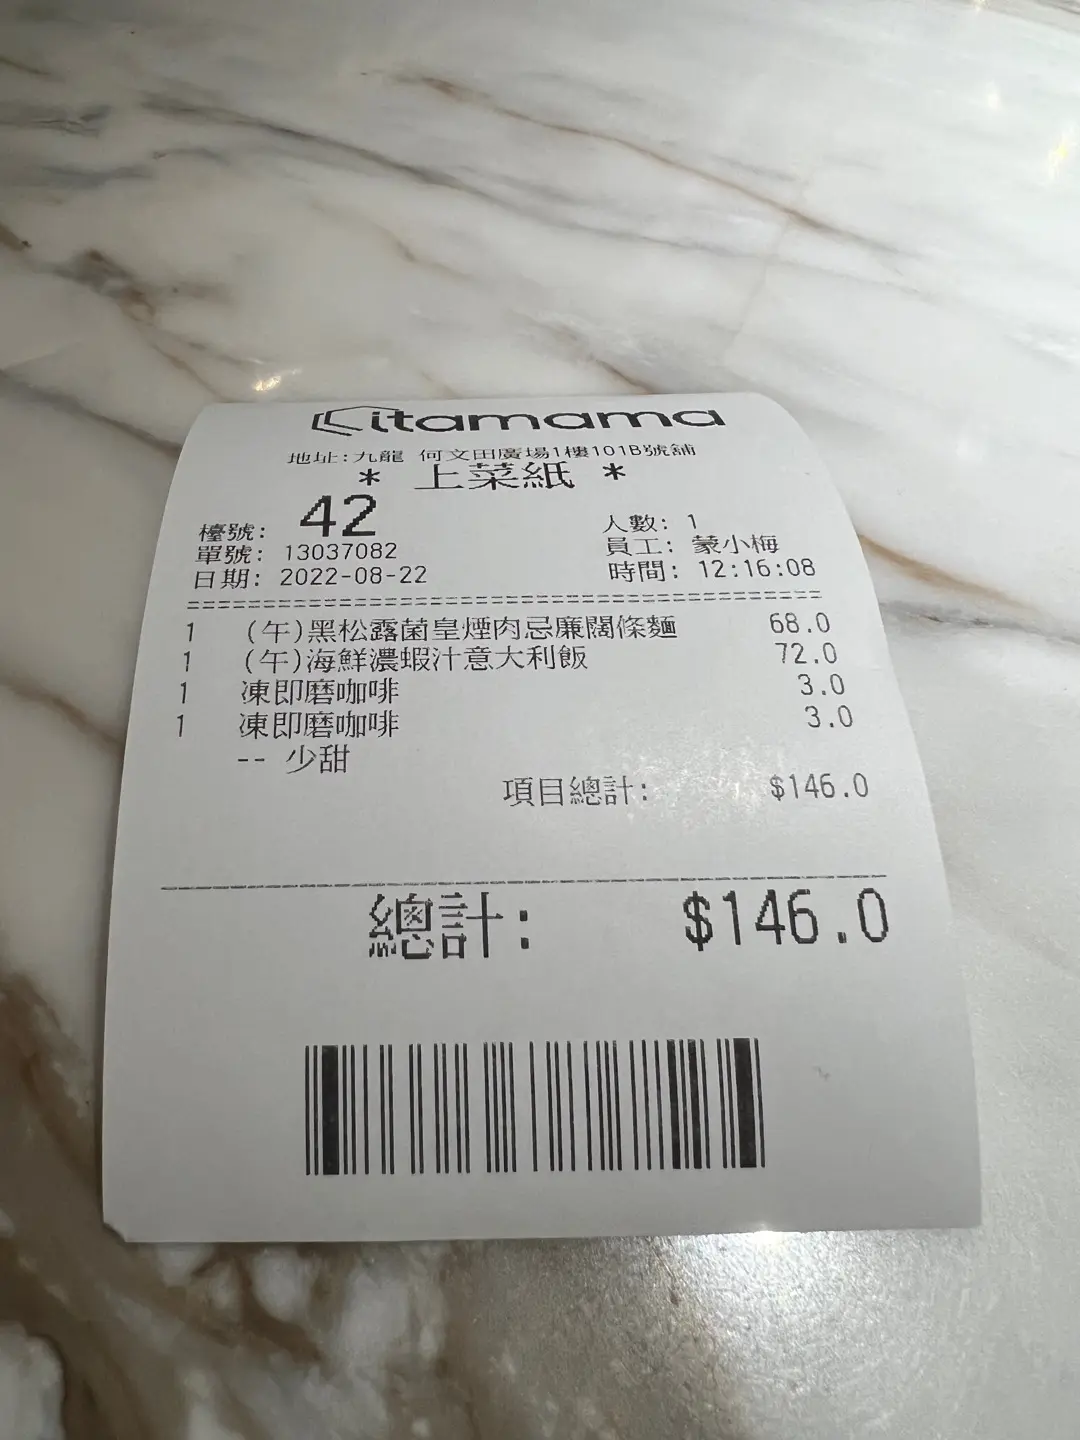 Kitamama
地址:九龍 何文田廣場1樓101B號舖
* 上菜紙 *
檯號: 42 人數: 1
單號: 13037082 員工: 蒙小梅
日期: 2022-08-22 時間: 12:16:08
1 (午)黑松露菌皇煙肉忌廉闊條麵 68.0
1 (午)海鮮濃蝦汁意大利飯 72.0
1 凍即磨咖啡 3.0
1 凍即磨咖啡 3.0
-- 少甜
項目總計: $146.0
總計: $146.0